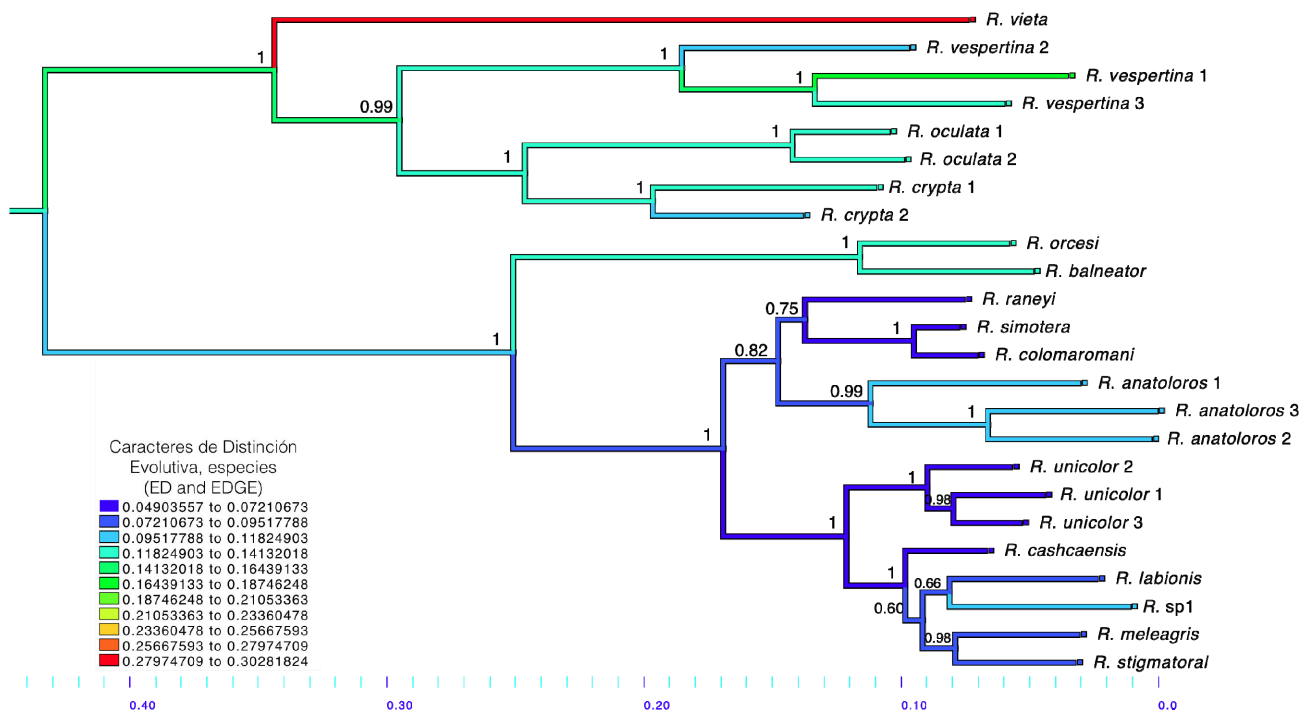 R. vieta
1
R. vespertina 2
1
R. vespertina 1
1
R. vespertina 3
0.99
R. oculata 1
1
R. oculata 2
1
R. crypta 1
1
R. crypta 2
R. orcesi
1
R. balneator
R. raneyi
0.75
R. simotera
1
1
R. colomaromani
0.82
R. anatoloros 1
0.99
R. anatoloros 3
1
R. anatoloros 2
1
R. unicolor 2
1
R. unicolor 1
0.98
R. unicolor 3
1
R. cashcaensis
1
R. labionis
0.66
R. sp1
0.60
R. meleagris
0.98
R. stigmatoral
Caracteres de Distinción
Evolutiva, especies
(ED and EDGE)
0.04903557 to 0.07210673
0.07210673 to 0.09517788
0.09517788 to 0.11824903
0.11824903 to 0.14132018
0.14132018 to 0.16439133
0.16439133 to 0.18746248
0.18746248 to 0.21053363
0.21053363 to 0.23360478
0.23360478 to 0.25667593
0.25667593 to 0.27974709
0.27974709 to 0.30281824
0.40 0.30 0.20 0.10 0.0